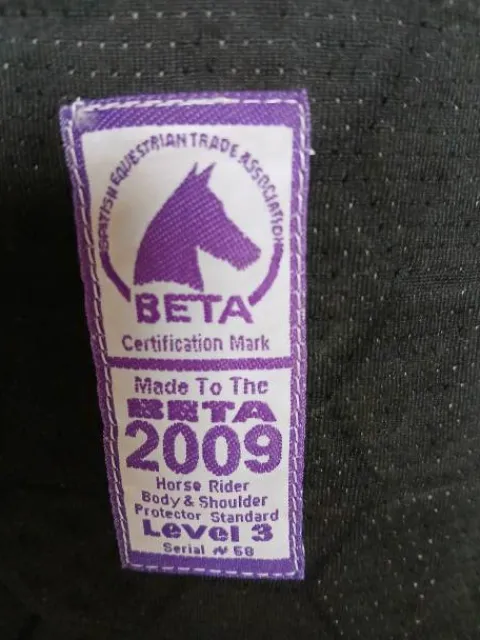 BRITISH EQUESTRIAN TRADE ASSOCIATION
BETA
Certification Mark
Made To The
BETA
2009
Horse Rider
Body & Shoulder
Protector Standard
Level 3
Serial № 58